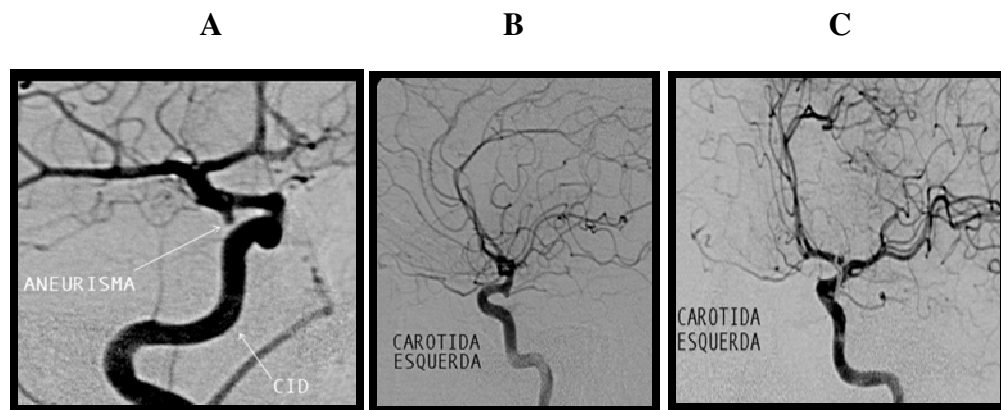 A B C
ANEURISMA
CID
CAROTIDA
ESQUERDA
CAROTIDA
ESQUERDA